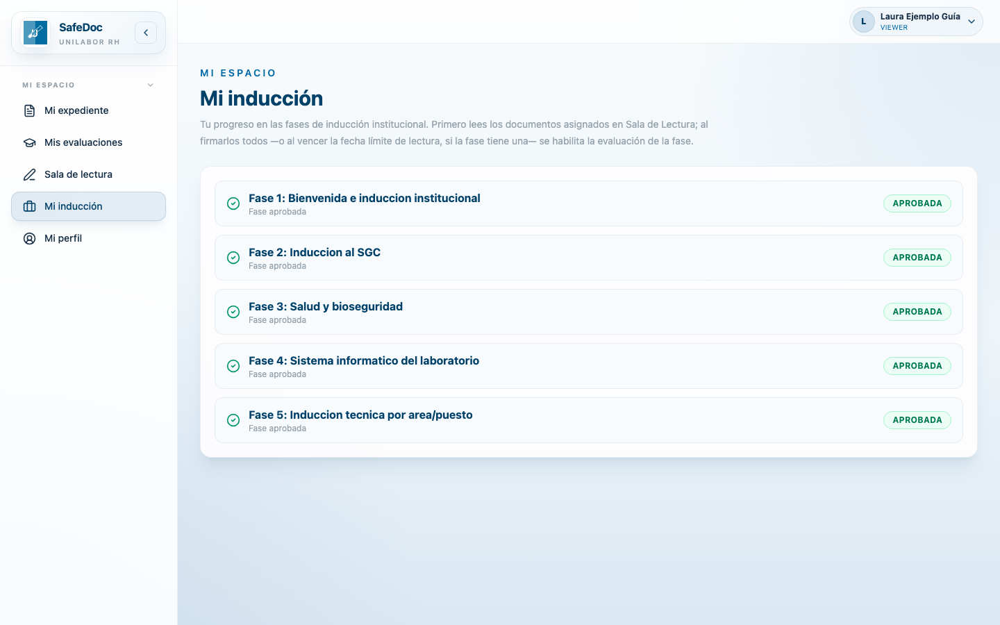 SafeDoc
UNILABOR RH
L
Laura Ejemplo Guía
VIEWER
MI ESPACIO
Mi expediente
Mis evaluaciones
Sala de lectura
Mi inducción
Mi perfil
MI ESPACIO
Mi inducción
Tu progreso en las fases de inducción institucional. Primero lees los documentos asignados en Sala de Lectura; al
firmarlos todos —o al vencer la fecha límite de lectura, si la fase tiene una— se habilita la evaluación de la fase.
Fase 1: Bienvenida e induccion institucional
Fase aprobada
APROBADA
Fase 2: Induccion al SGC
Fase aprobada
APROBADA
Fase 3: Salud y bioseguridad
Fase aprobada
APROBADA
Fase 4: Sistema informatico del laboratorio
Fase aprobada
APROBADA
Fase 5: Induccion tecnica por area/puesto
Fase aprobada
APROBADA